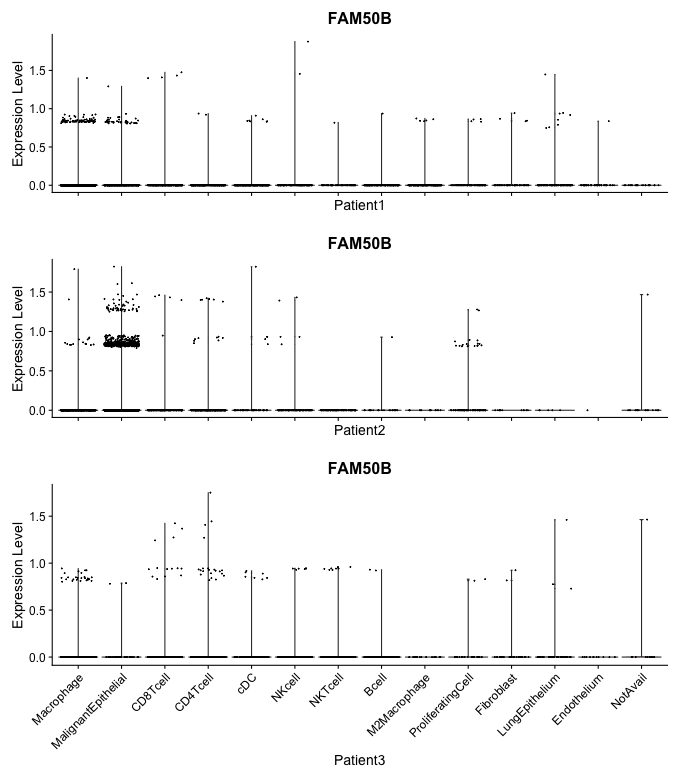 FAM50B
Expression Level
1.5
1.0
0.5
0.0
Patient1
FAM50B
Expression Level
1.5
1.0
0.5
0.0
Patient2
FAM50B
Expression Level
1.5
1.0
0.5
0.0
Macrophage
MalignantEpithelial
CD8Tcell
CD4Tcell
cDC
NKcell
NKTcell
Bcell
M2Macrophage
ProliferatingCell
Fibroblast
LungEpithelium
Endothelium
NotAvail
Patient3